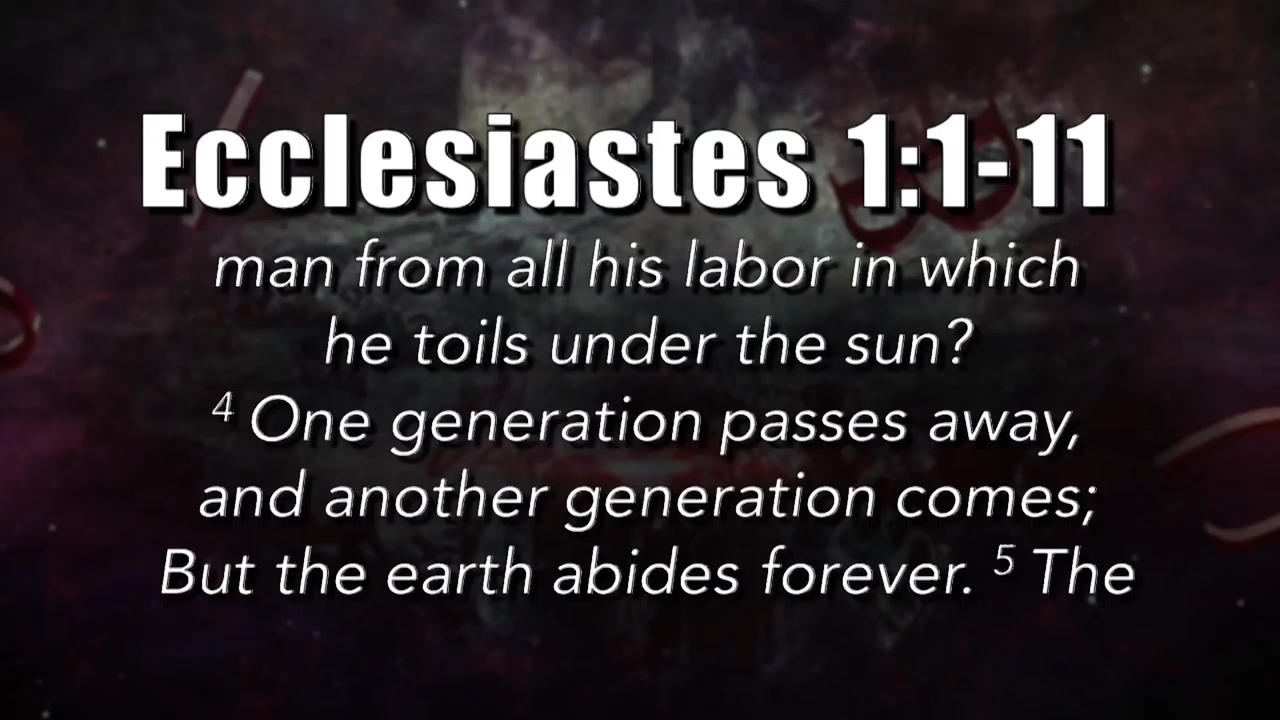 Ecclesiastes 1:1-11
man from all his labor in which
he toils under the sun?
⁴ One generation passes away,
and another generation comes;
But the earth abides forever. ⁵ The